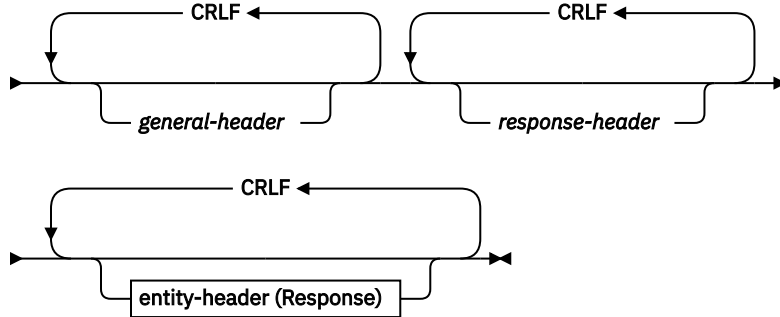 CRLF CRLF
general-header response-header
CRLF
entity-header (Response)